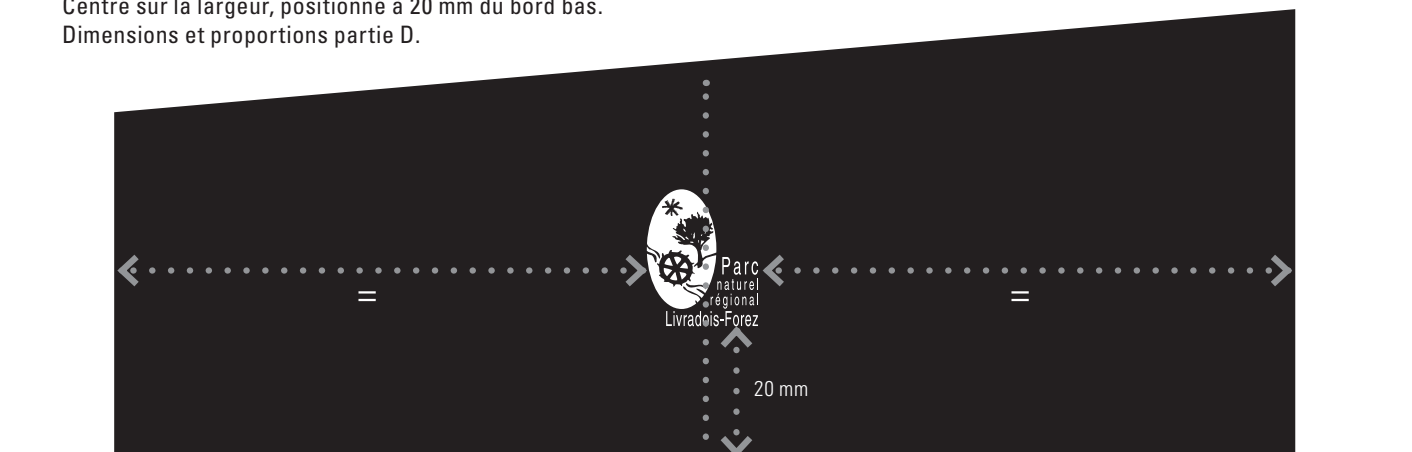 Centré sur la largeur, positionné à 20 mm du bord bas.
Dimensions et proportions partie D.
Parc
naturel
régional
Livradois-Forez
=
=
20 mm